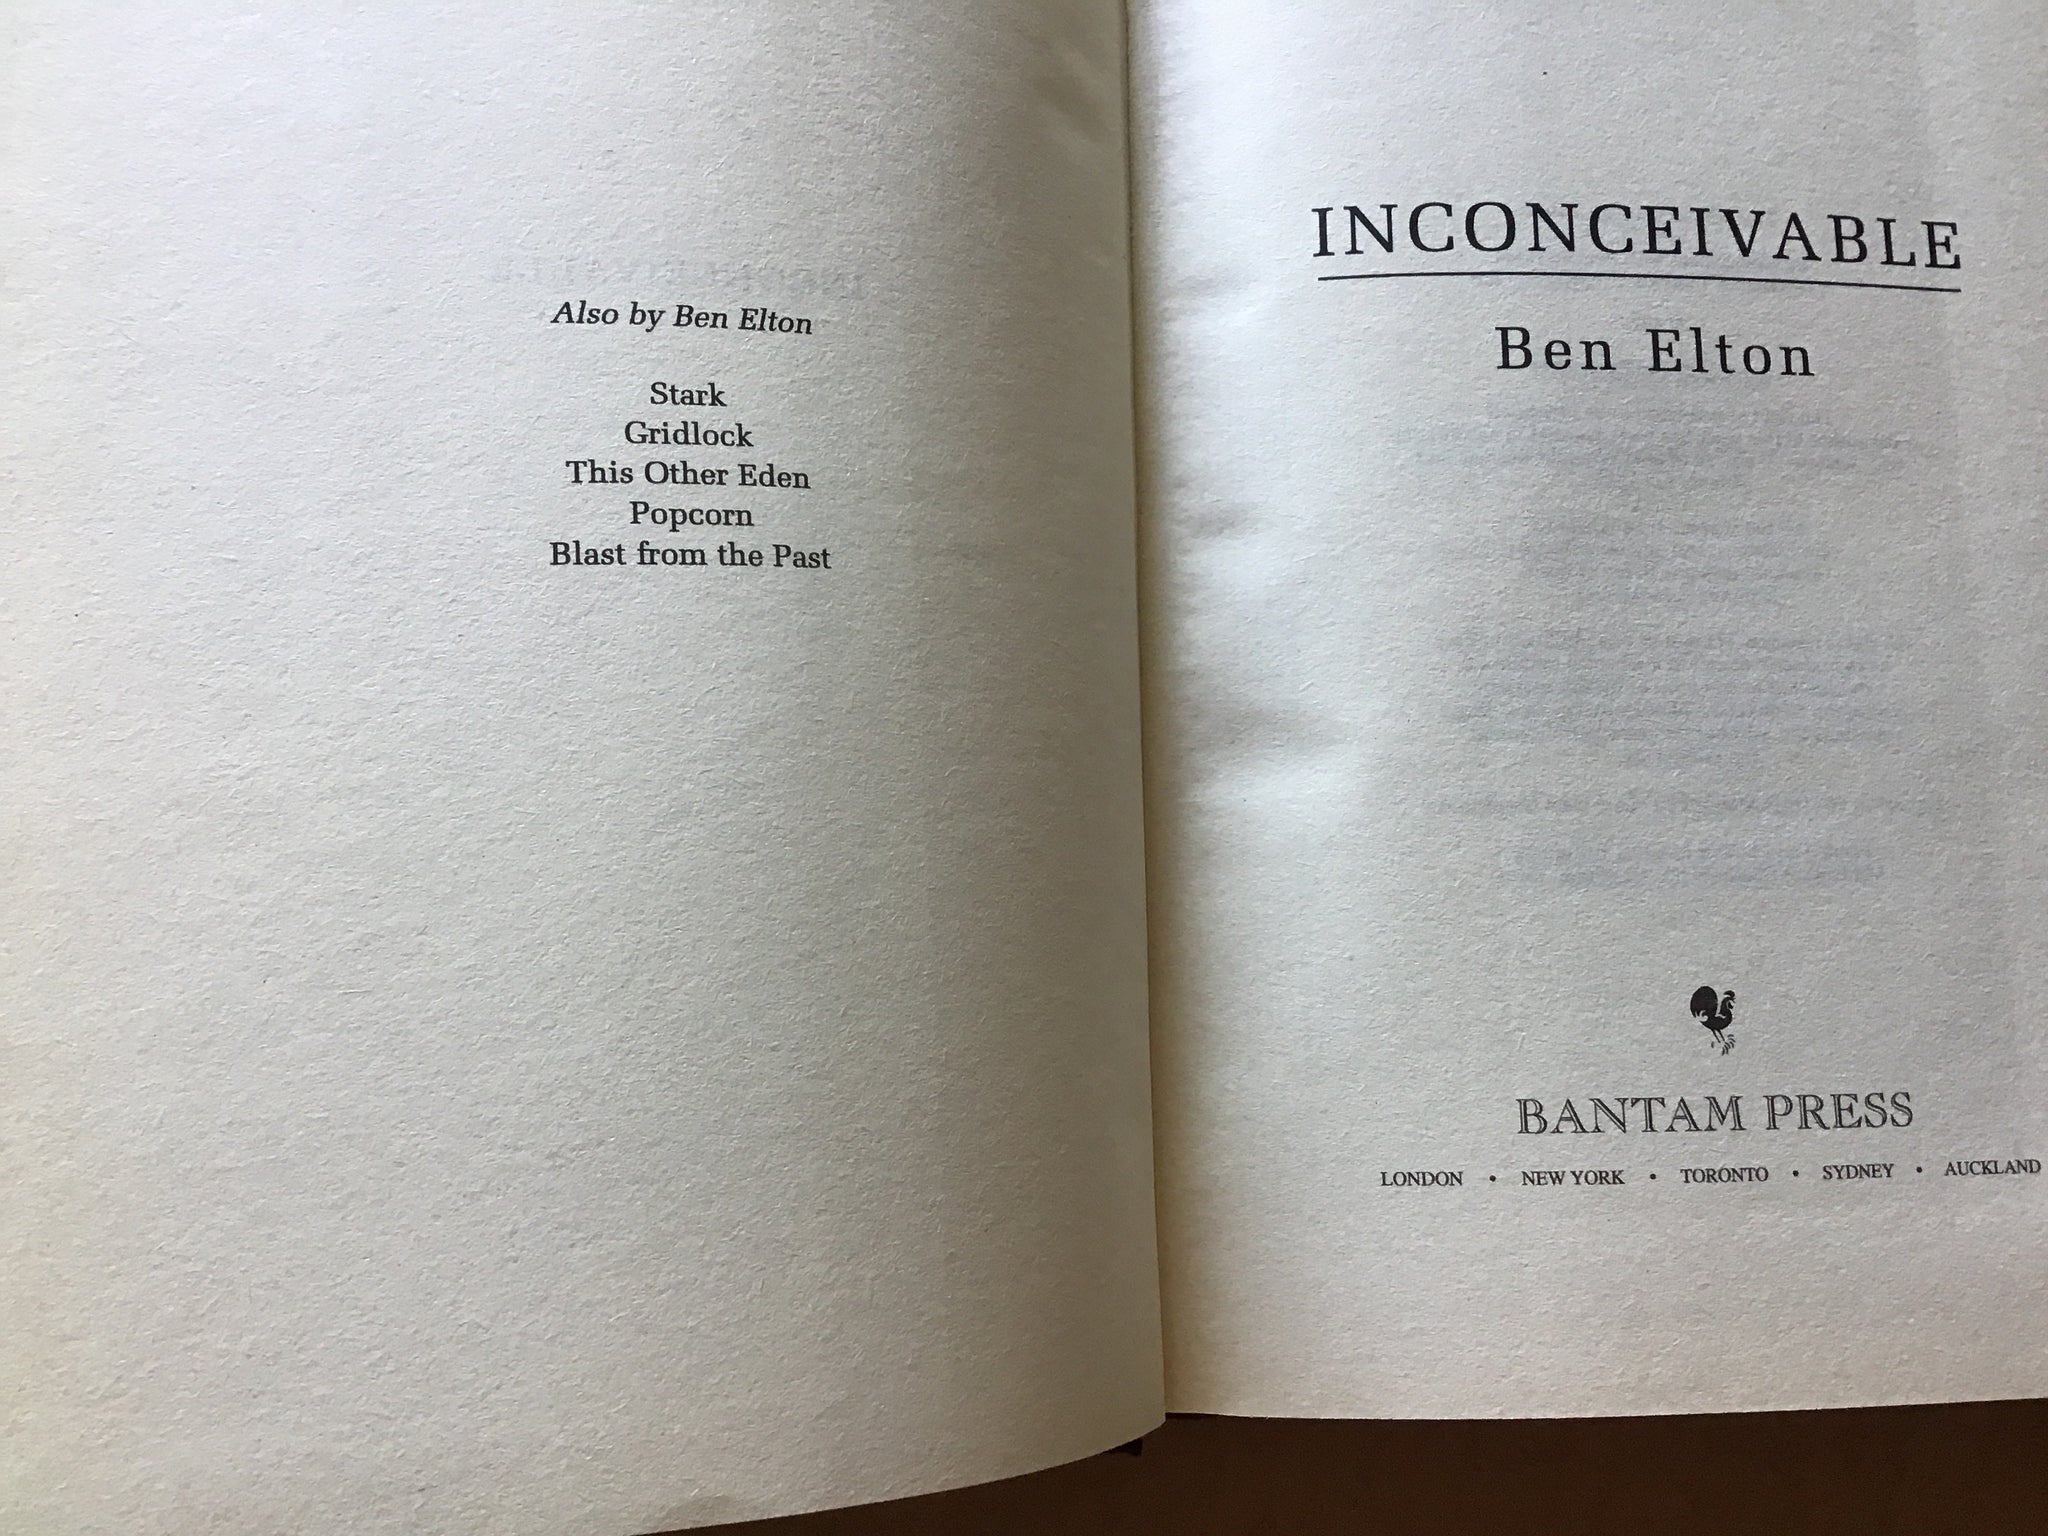 Also by Ben Elton
Stark
Gridlock
This Other Eden
Popcorn
Blast from the Past
INCONCEIVABLE
Ben Elton
BANTAM PRESS
LONDON • NEW YORK • TORONTO • SYDNEY • AUCKLAND